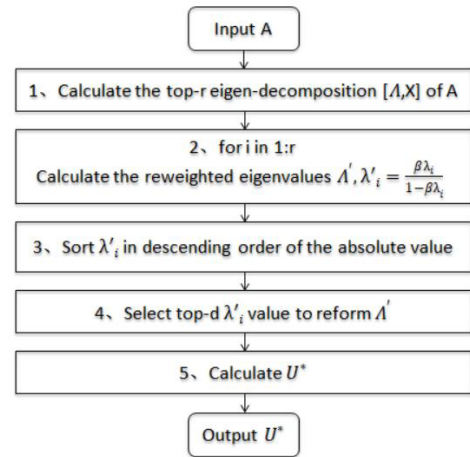 Input A
1、Calculate the top-r eigen-decomposition [Λ,X] of A
2、for i in 1:r
Calculate the reweighted eigenvalues Λ′, λ′ᵢ = βλᵢ / (1−βλᵢ)
3、Sort λ′ᵢ in descending order of the absolute value
4、Select top-d λ′ᵢ value to reform Λ′
5、Calculate U*
Output U*